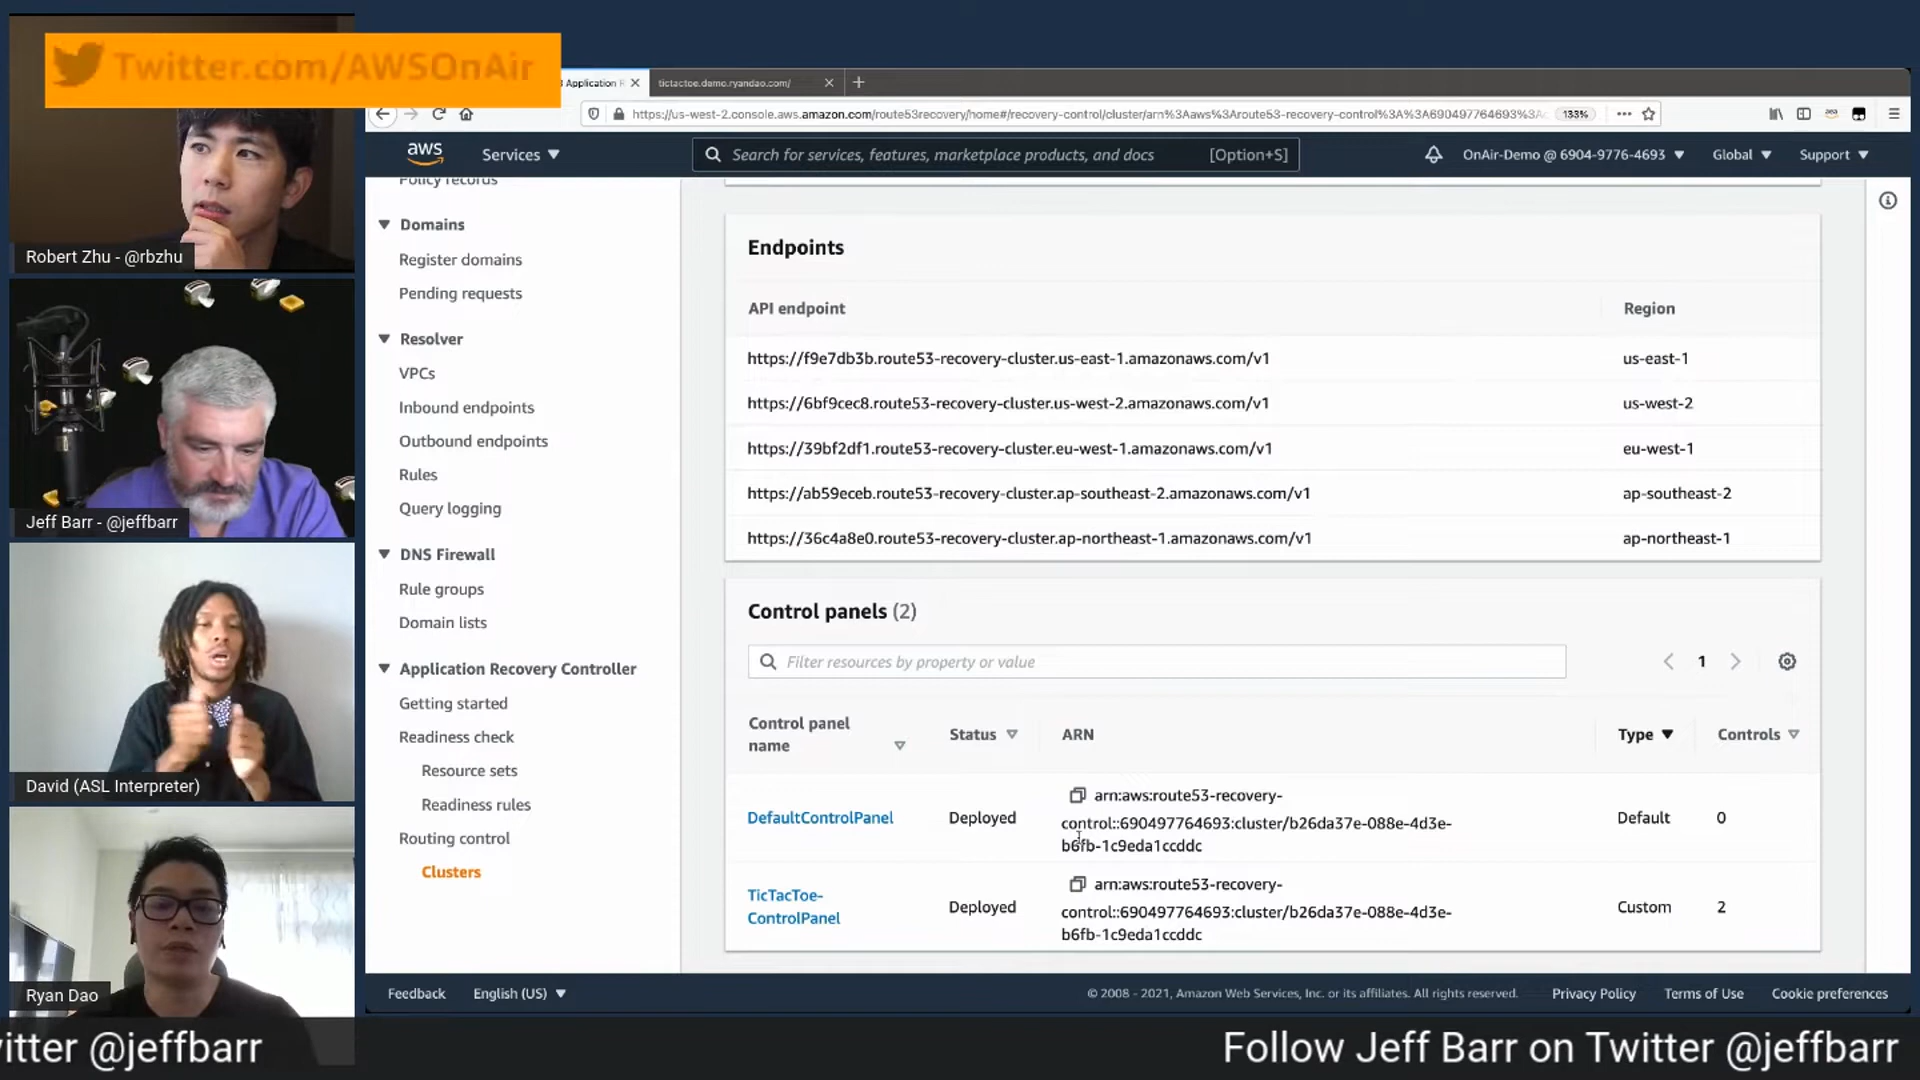 Twitter.com/AWSOnAir
3 Application R
tictactoe.demo.ryandao.com/
https://us-west-2.console.aws.amazon.com/route53recovery/home#/recovery-control/cluster/arn%3Aaws%3Aroute53-recovery-control%3A%3A690497764693%3Ac
133%
aws
Services
Search for services, features, marketplace products, and docs
[Option+S]
OnAir-Demo @ 6904-9776-4693
Global
Support
Policy records
Domains
Register domains
Pending requests
Resolver
VPCs
Inbound endpoints
Outbound endpoints
Rules
Query logging
DNS Firewall
Rule groups
Domain lists
Application Recovery Controller
Getting started
Readiness check
Resource sets
Readiness rules
Routing control
Clusters
Endpoints
API endpoint Region
https://f9e7db3b.route53-recovery-cluster.us-east-1.amazonaws.com/v1 us-east-1
https://6bf9cec8.route53-recovery-cluster.us-west-2.amazonaws.com/v1 us-west-2
https://39bf2df1.route53-recovery-cluster.eu-west-1.amazonaws.com/v1 eu-west-1
https://ab59eceb.route53-recovery-cluster.ap-southeast-2.amazonaws.com/v1 ap-southeast-2
https://36c4a8e0.route53-recovery-cluster.ap-northeast-1.amazonaws.com/v1 ap-northeast-1
Control panels (2)
Filter resources by property or value
1
Control panel
name
Status
ARN
Type
Controls
DefaultControlPanel
Deployed
arn:aws:route53-recovery-
control::690497764693:cluster/b26da37e-088e-4d3e-
b6fb-1c9eda1ccddc
Default
0
TicTacToe-
ControlPanel
Deployed
arn:aws:route53-recovery-
control::690497764693:cluster/b26da37e-088e-4d3e-
b6fb-1c9eda1ccddc
Custom
2
Feedback
English (US)
© 2008 - 2021, Amazon Web Services, Inc. or its affiliates. All rights reserved.
Privacy Policy
Terms of Use
Cookie preferences
Robert Zhu - @rbzhu
Jeff Barr - @jeffbarr
David (ASL Interpreter)
Ryan Dao
witter @jeffbarr
Follow Jeff Barr on Twitter @jeffbarr